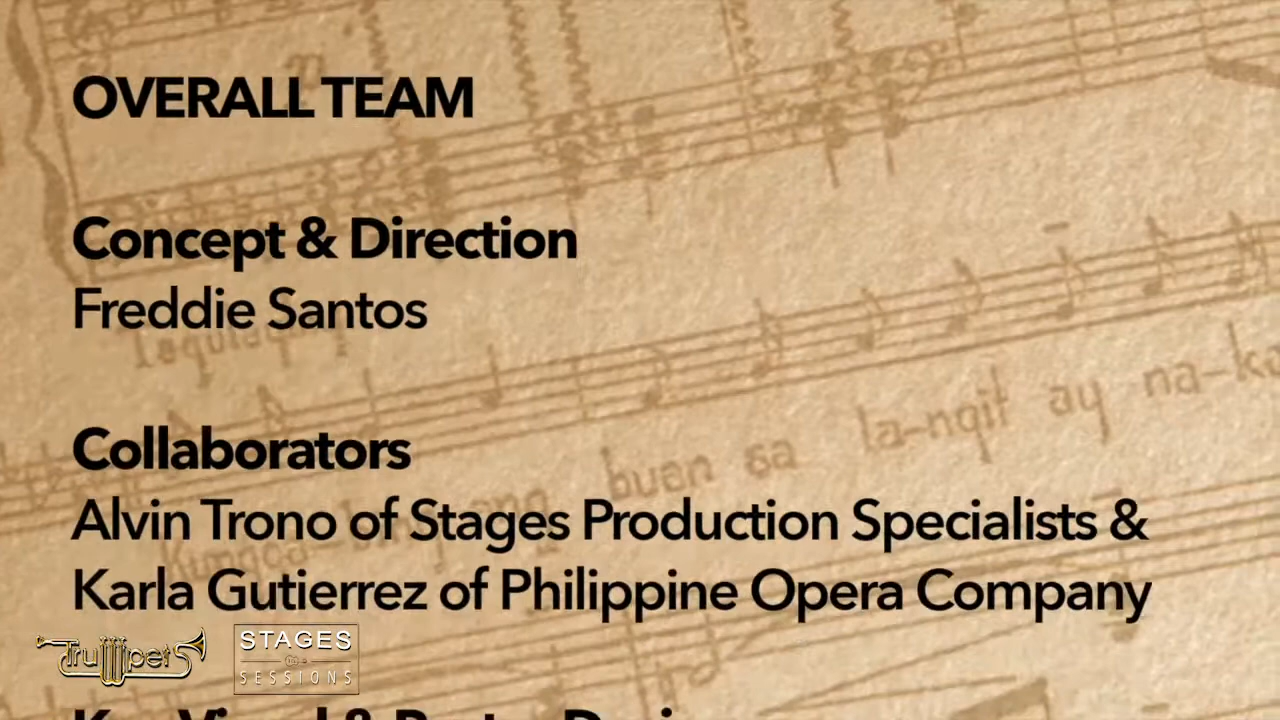 OVERALL TEAM
Concept & Direction
Freddie Santos
Collaborators
buan sa la-ngit ay
Alvin Trono of Stages Production Specialists &
Karla Gutierrez of Philippine Opera Company
Trumpets
STAGES
SESSIONS